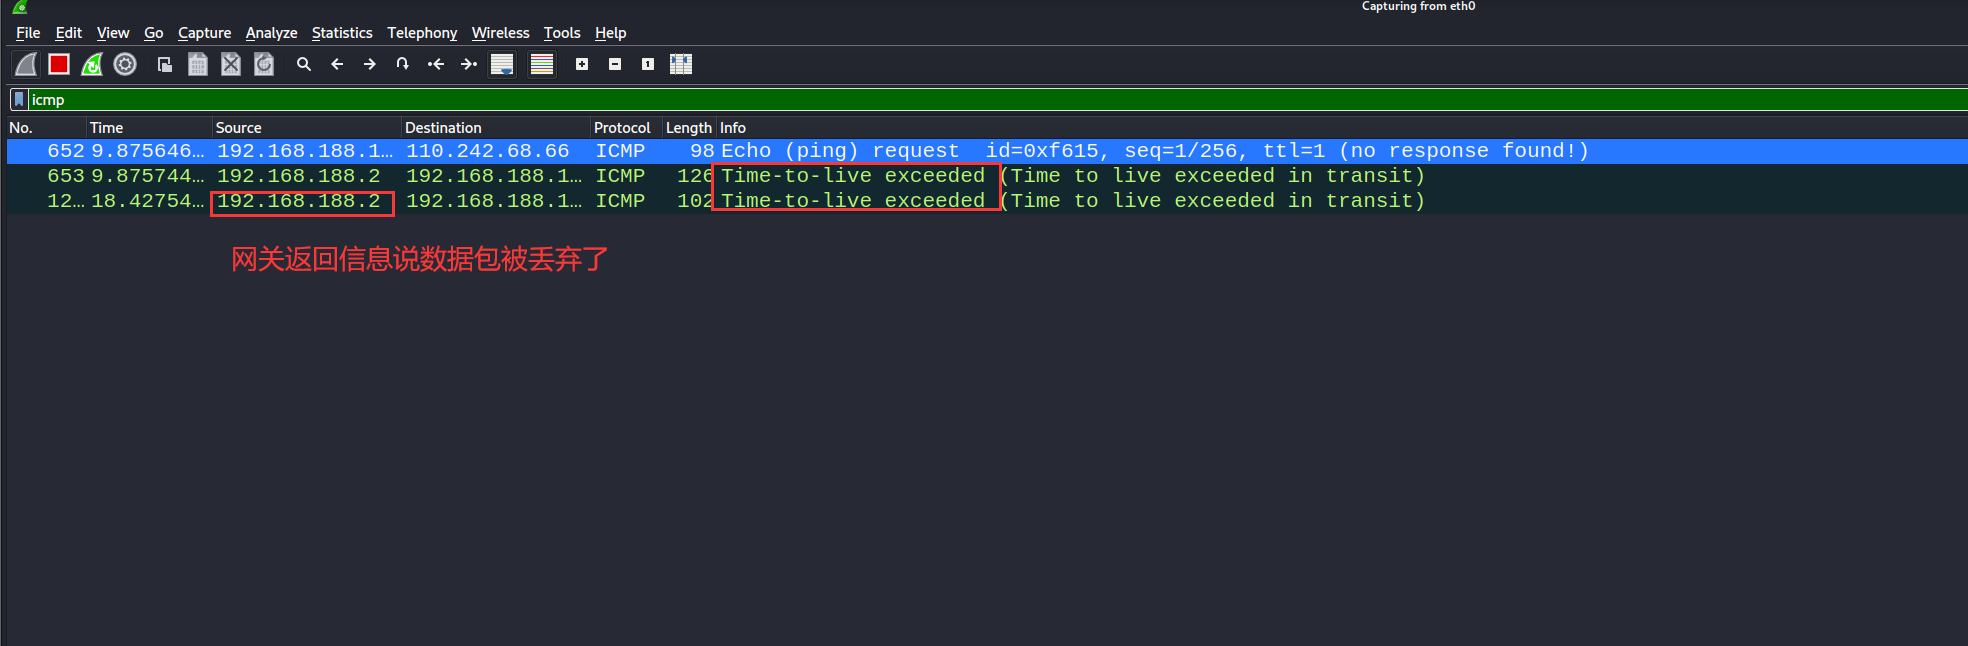 Capturing from eth0
File Edit View Go Capture Analyze Statistics Telephony Wireless Tools Help
icmp
No. Time Source Destination Protocol Length Info
652 9.875646… 192.168.188.1… 110.242.68.66 ICMP 98 Echo (ping) request id=0xf615, seq=1/256, ttl=1 (no response found!)
653 9.875744… 192.168.188.2 192.168.188.1… ICMP 126 Time-to-live exceeded (Time to live exceeded in transit)
12… 18.42754… 192.168.188.2 192.168.188.1… ICMP 102 Time-to-live exceeded (Time to live exceeded in transit)
网关返回信息说数据包被丢弃了